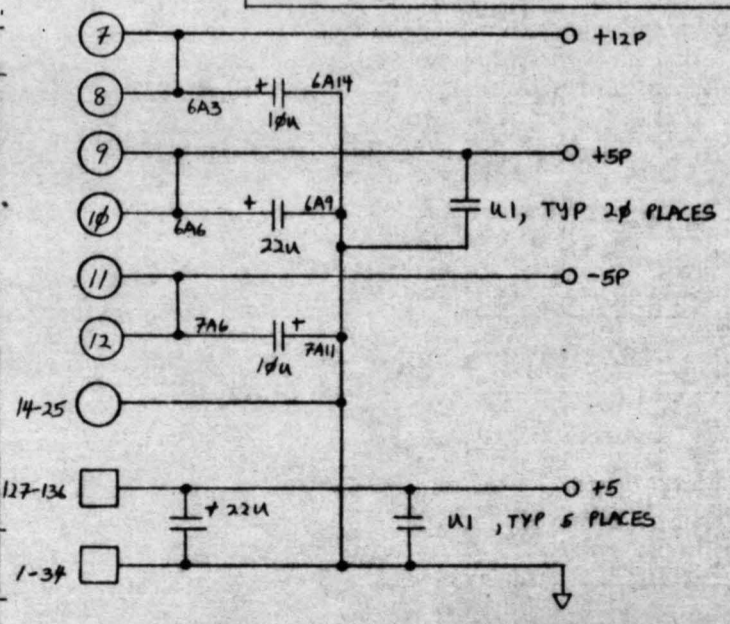 7 +12P
8 6A3 + 10u 6A14
9 +5P
10 6A6 + 22u 6A9 u1, TYP 20 PLACES
11 -5P
12 7A6 10u + 7A11
14-25
127-136 +5
+ 22u u1, TYP 5 PLACES
1-34